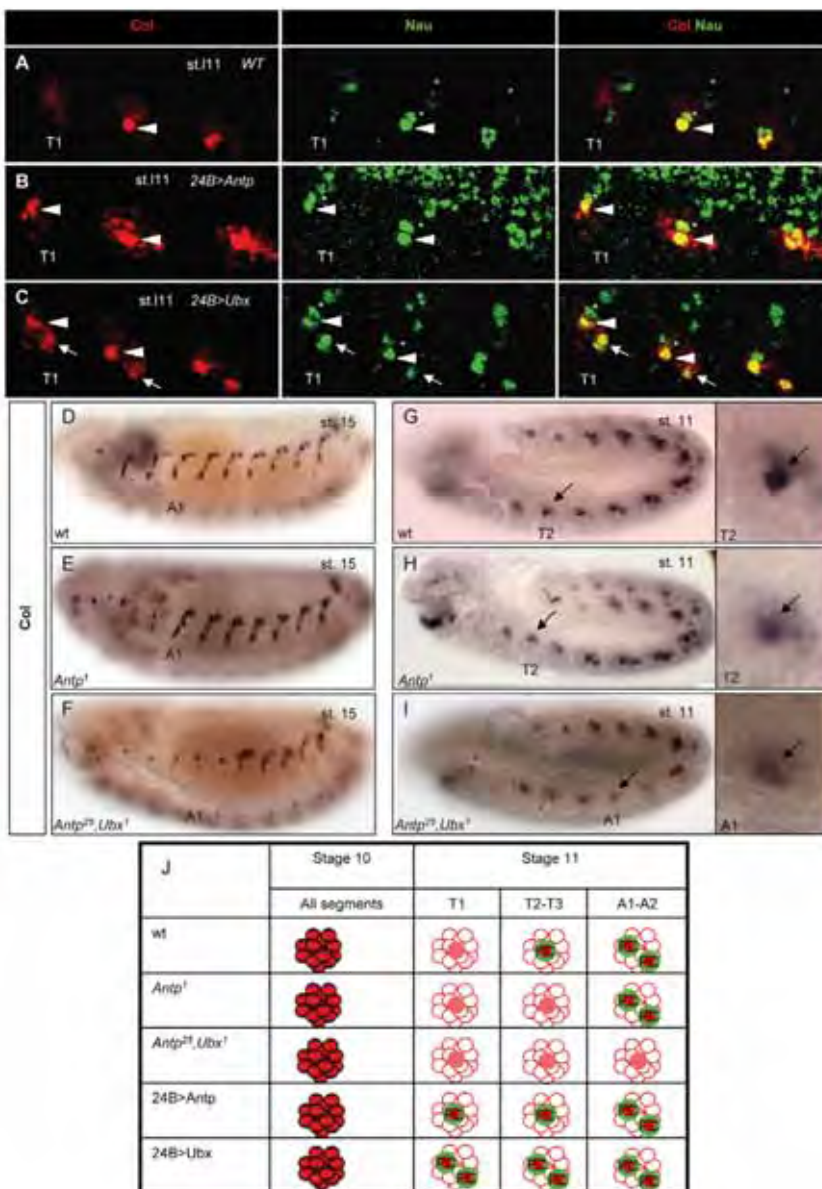 Col Nau Col Nau
A st.l11 WT
T1 T1 T1
B st.l11 24B>Antp
T1 T1 T1
C st.l11 24B>Ubx
T1 T1 T1
Col
D st. 15
A1
wt
E st. 15
A1
Antp¹
F st. 15
A1
Antp²⁵,Ubx¹
G st. 11
T2
wt T2
H st. 11
T2
Antp¹ T2
I st. 11
A1
Antp²⁵,Ubx¹ A1
J Stage 10 Stage 11
All segments T1 T2-T3 A1-A2
wt
Antp¹
Antp²⁵,Ubx¹
24B>Antp
24B>Ubx